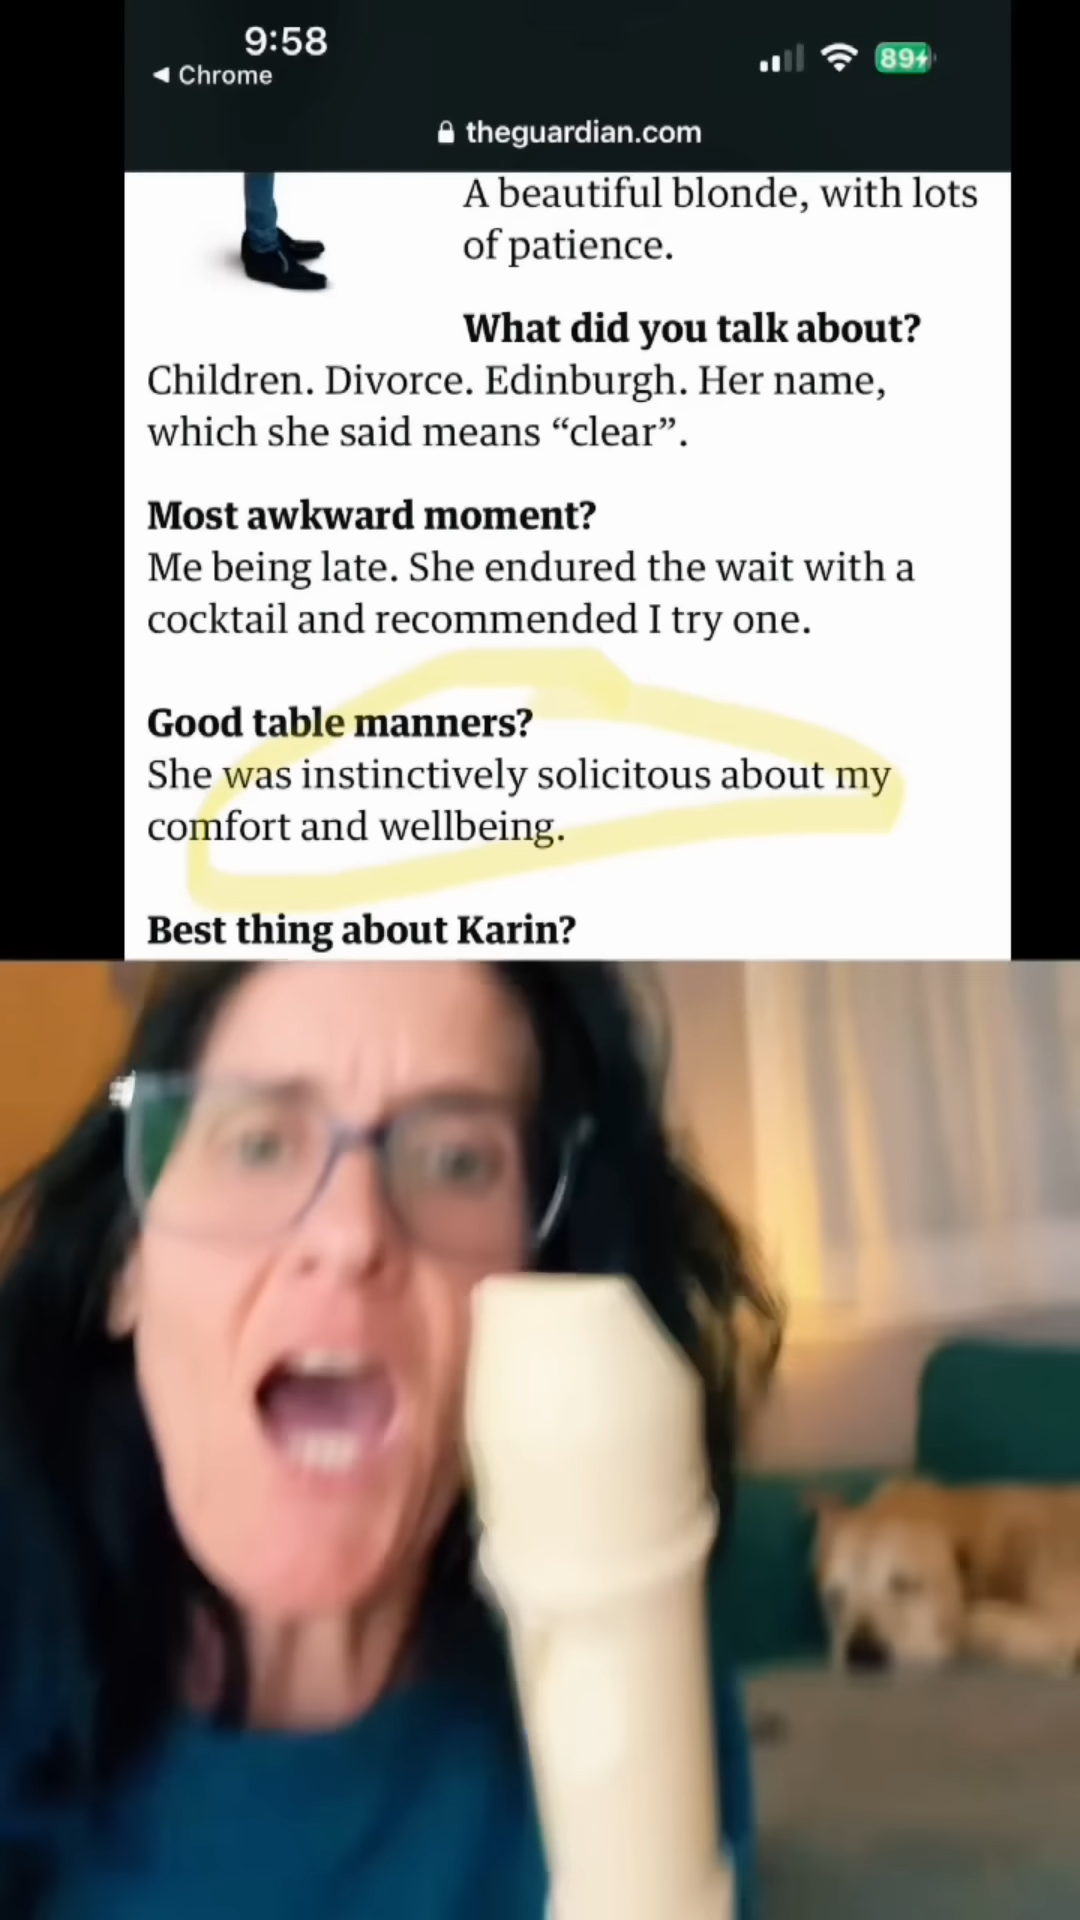 9:58
◀ Chrome
89
theguardian.com
A beautiful blonde, with lots
of patience.
What did you talk about?
Children. Divorce. Edinburgh. Her name,
which she said means “clear”.
Most awkward moment?
Me being late. She endured the wait with a
cocktail and recommended I try one.
Good table manners?
She was instinctively solicitous about my
comfort and wellbeing.
Best thing about Karin?